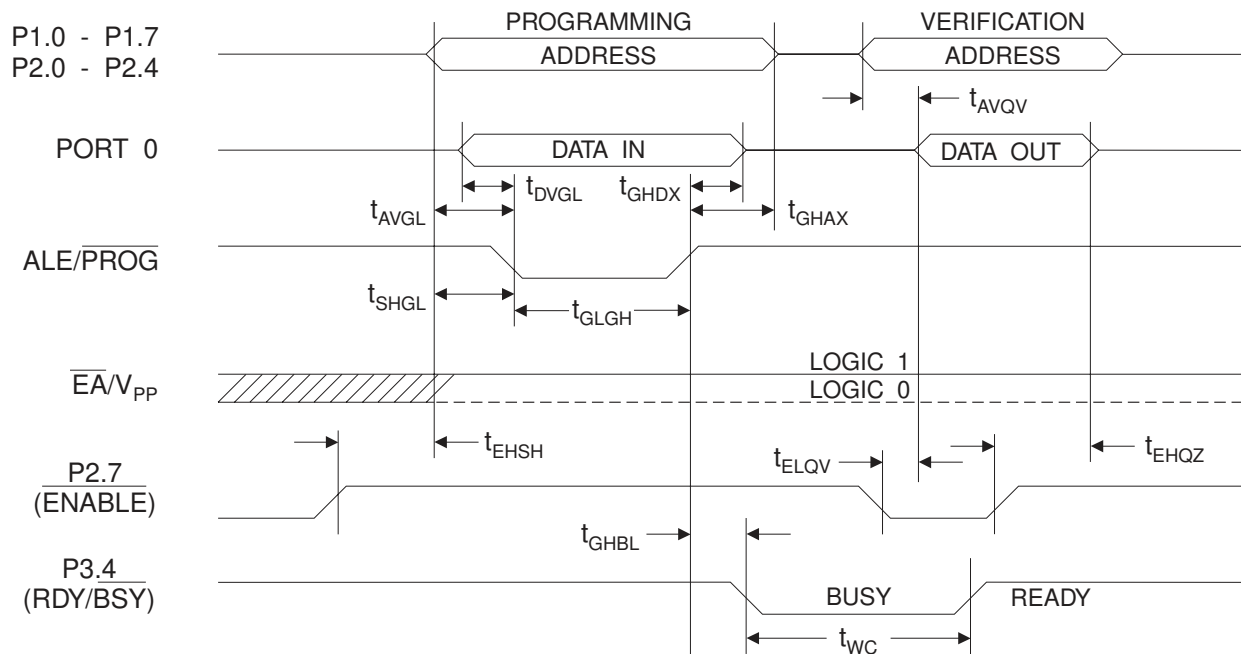 PROGRAMMING
VERIFICATION
P1.0 - P1.7
P2.0 - P2.4
ADDRESS
ADDRESS
tAVQV
PORT 0
DATA IN
DATA OUT
tDVGL
tGHDX
tAVGL
tGHAX
ALE/PROG
tSHGL
tGLGH
LOGIC 1
EA/VPP
LOGIC 0
tEHSH
tELQV
tEHQZ
P2.7
(ENABLE)
tGHBL
P3.4
(RDY/BSY)
BUSY
READY
tWC